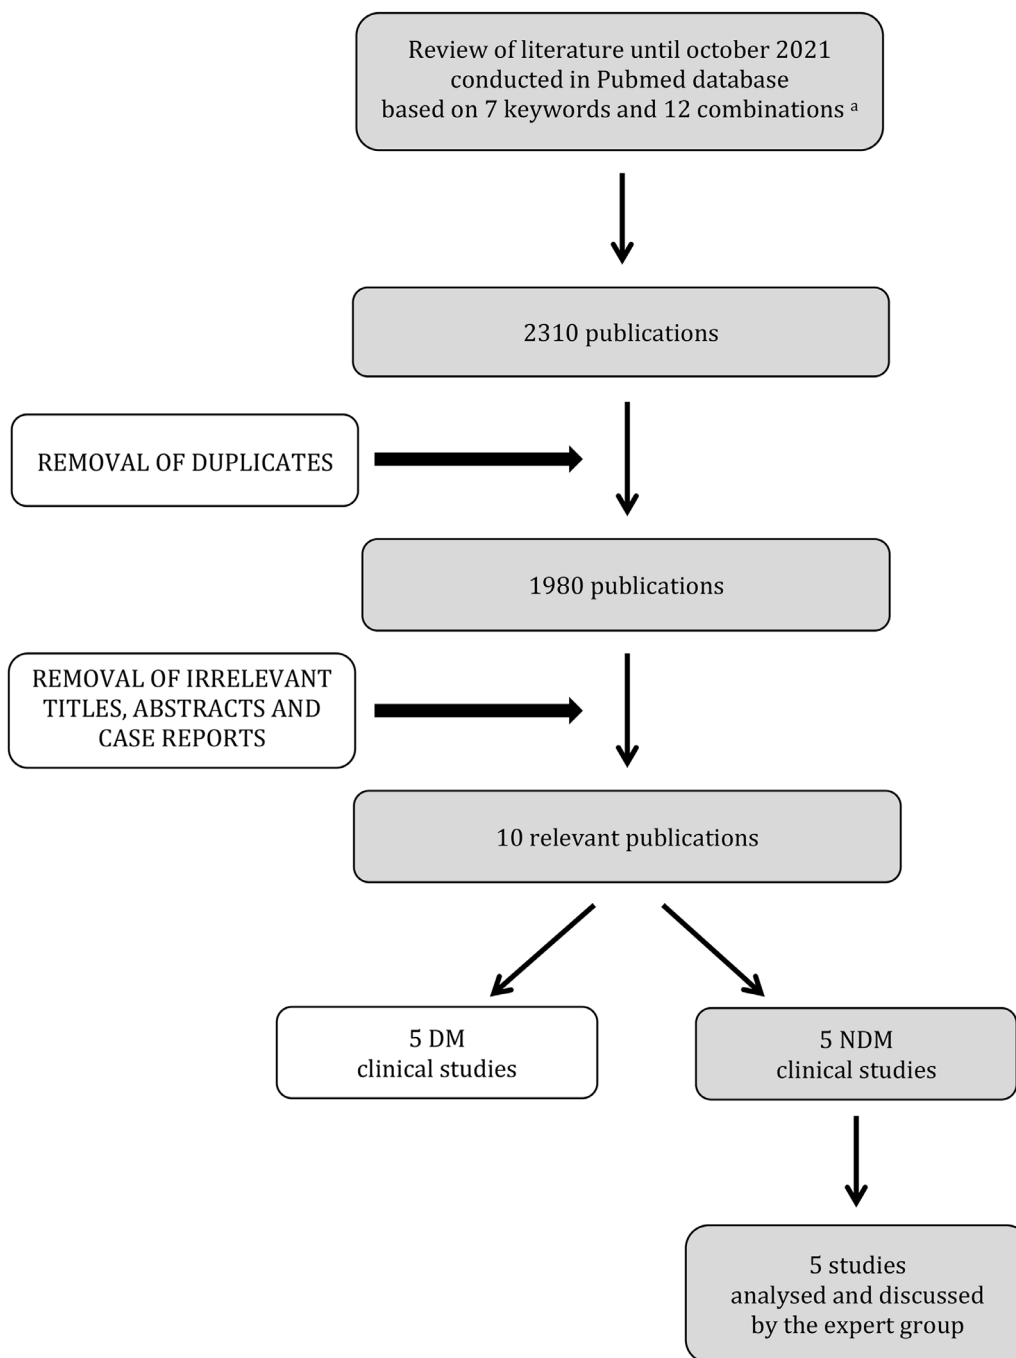 Review of literature until october 2021
conducted in Pubmed database
based on 7 keywords and 12 combinations ᵃ
2310 publications
REMOVAL OF DUPLICATES
1980 publications
REMOVAL OF IRRELEVANT
TITLES, ABSTRACTS AND
CASE REPORTS
10 relevant publications
5 DM
clinical studies
5 NDM
clinical studies
5 studies
analysed and discussed
by the expert group